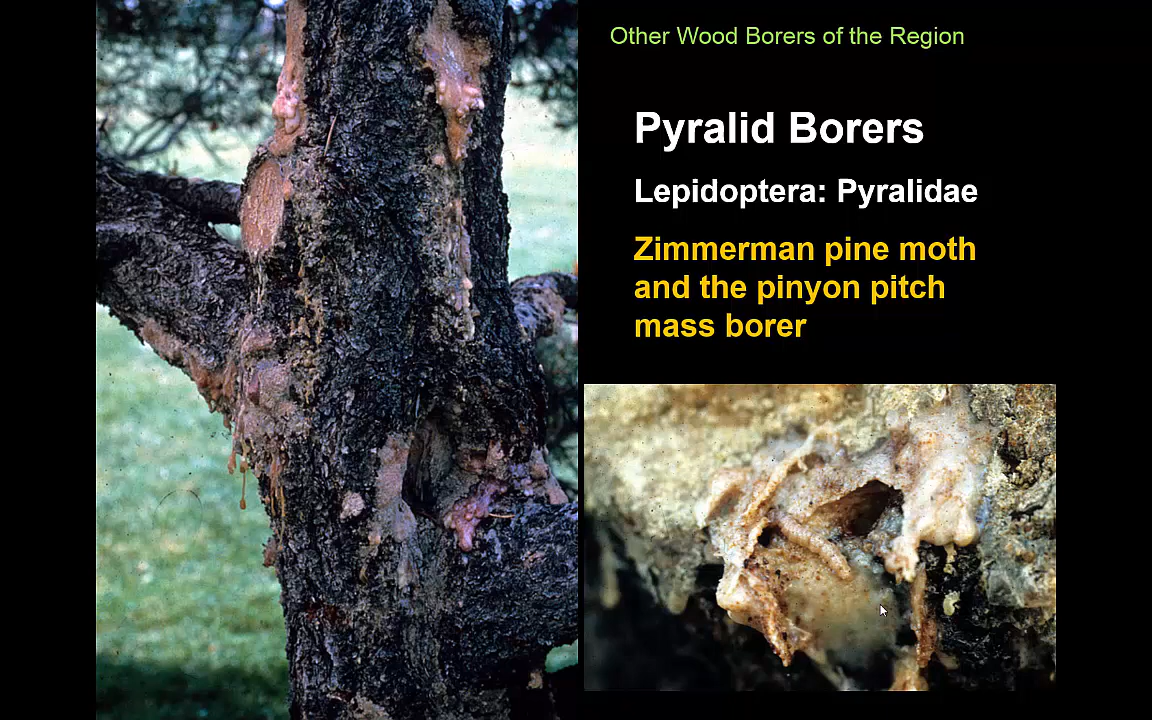 Other Wood Borers of the Region
Pyralid Borers
Lepidoptera: Pyralidae
Zimmerman pine moth
and the pinyon pitch
mass borer